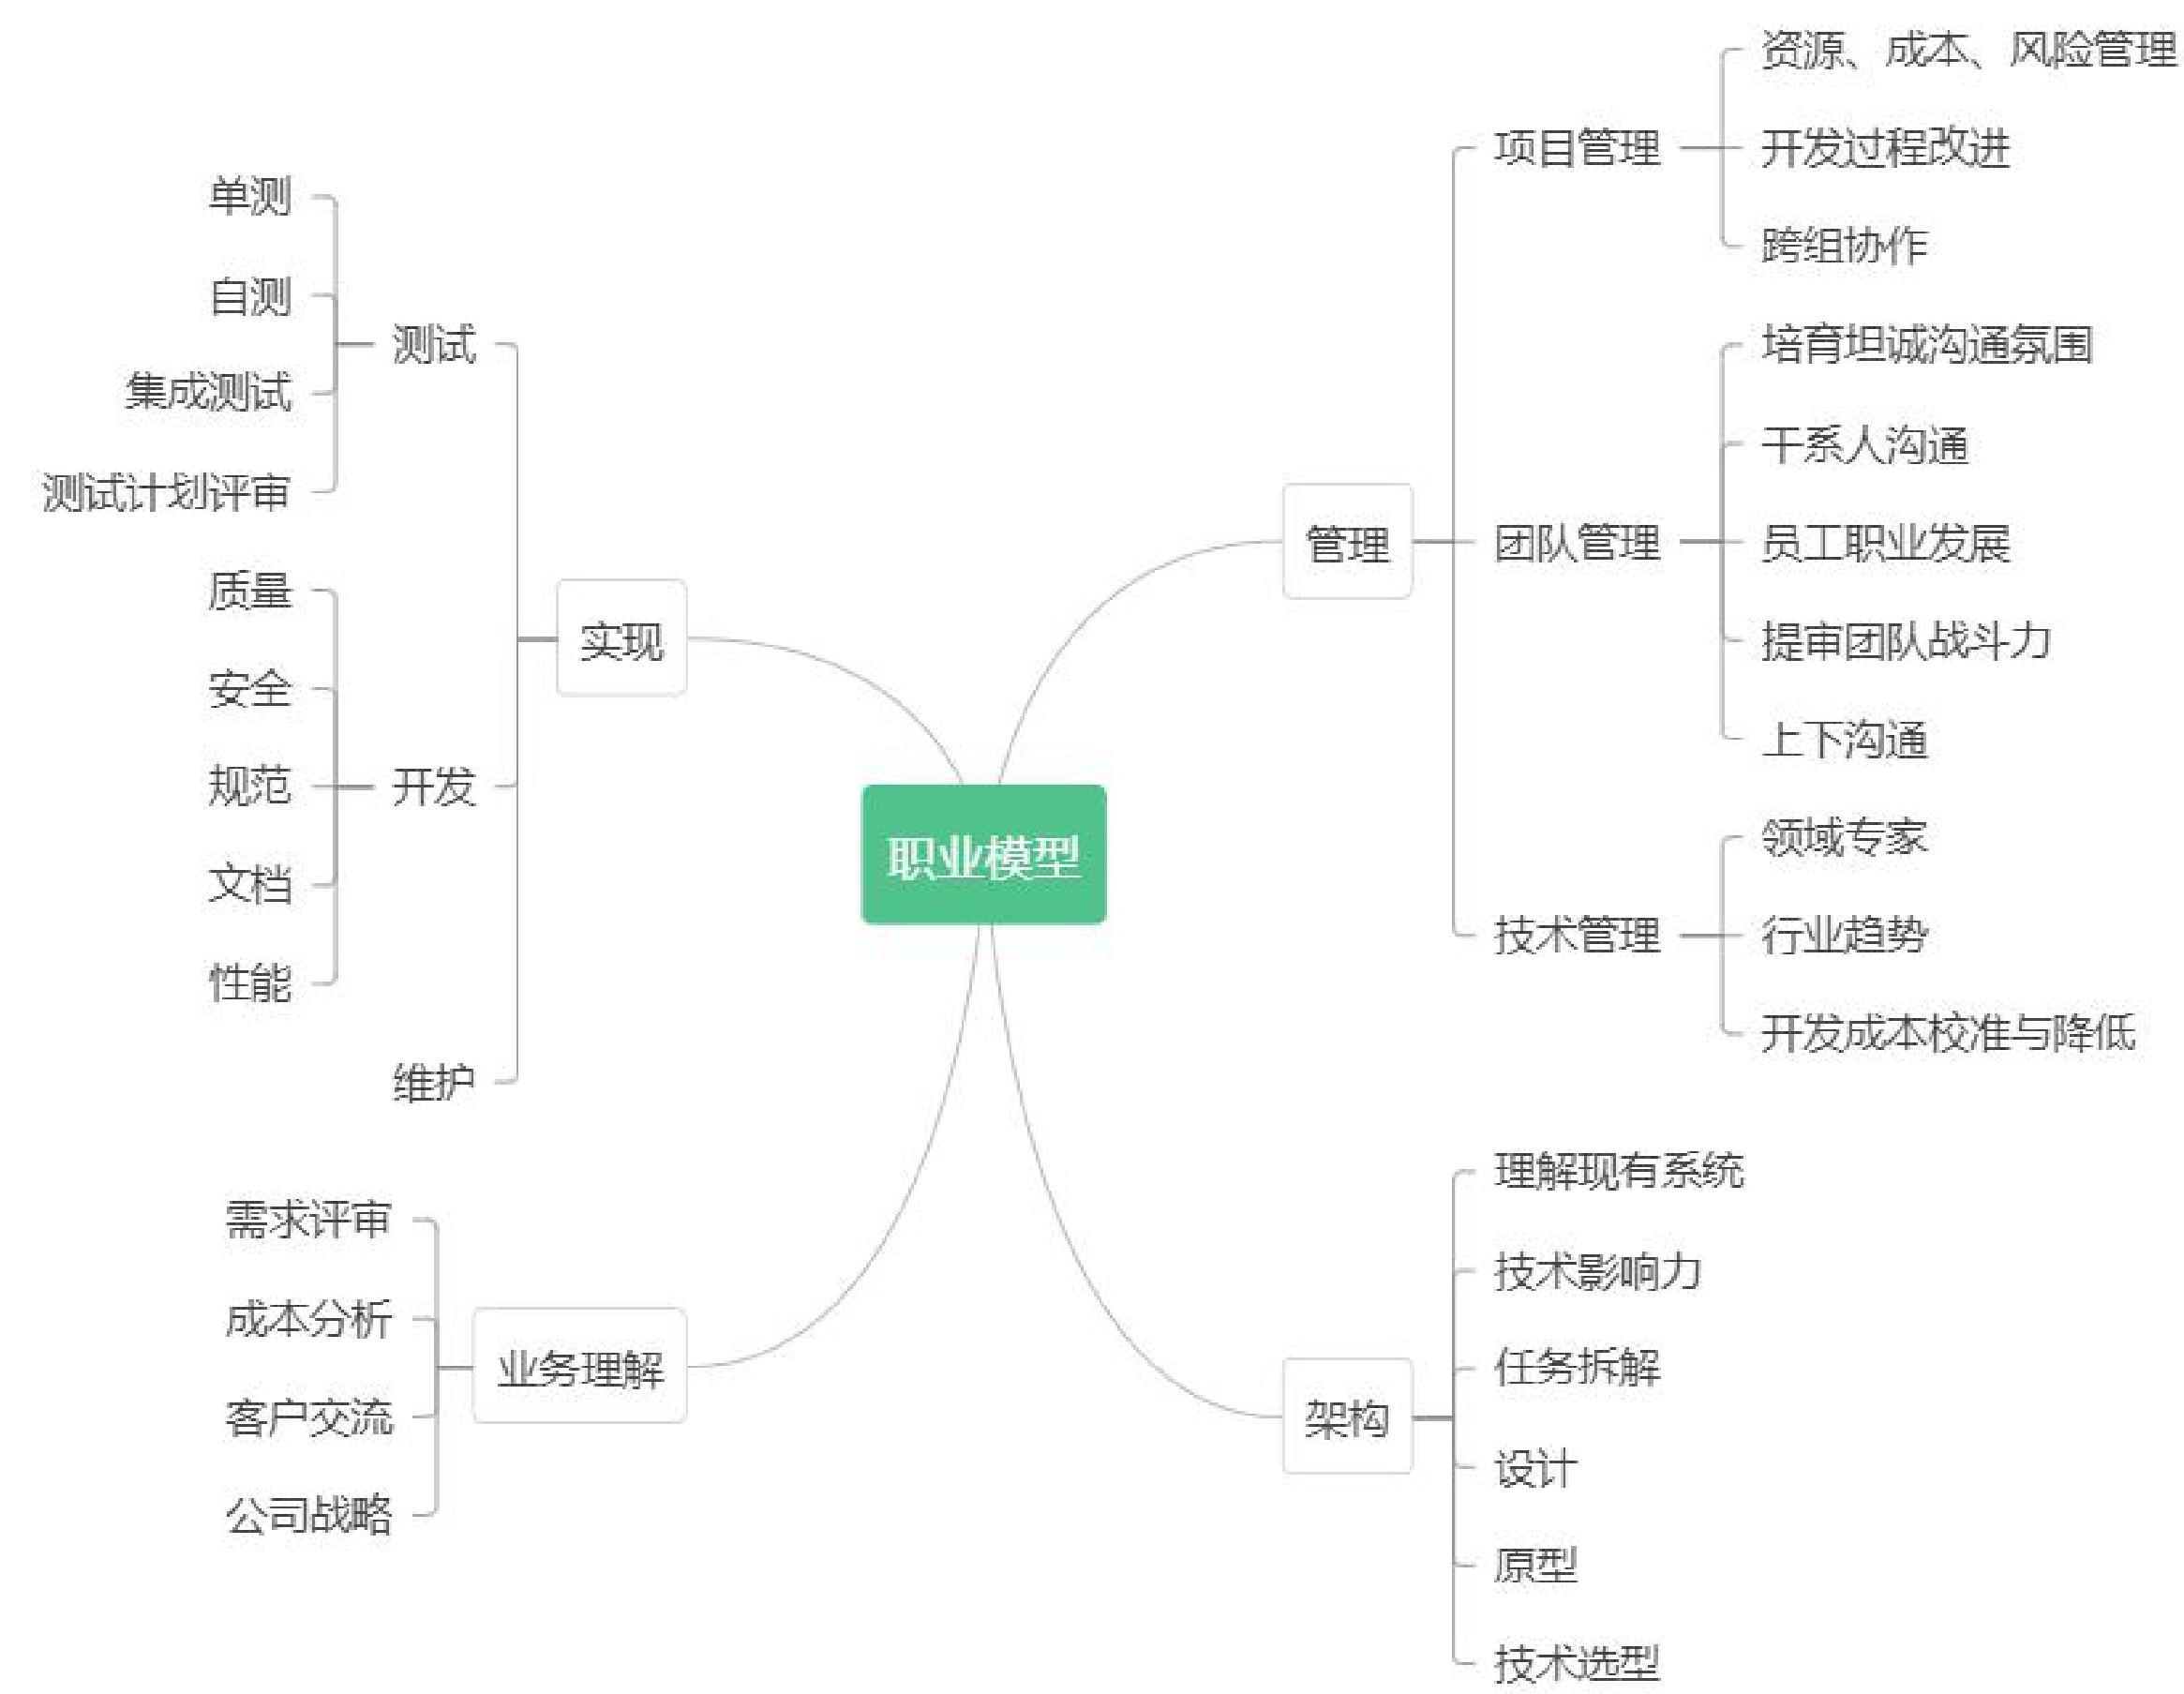 职业模型
管理
项目管理
资源、成本、风险管理
开发过程改进
跨组协作
团队管理
培育坦诚沟通氛围
干系人沟通
员工职业发展
提审团队战斗力
上下沟通
技术管理
领域专家
行业趋势
开发成本校准与降低
架构
理解现有系统
技术影响力
任务拆解
设计
原型
技术选型
实现
测试
单测
自测
集成测试
测试计划评审
开发
质量
安全
规范
文档
性能
维护
业务理解
需求评审
成本分析
客户交流
公司战略